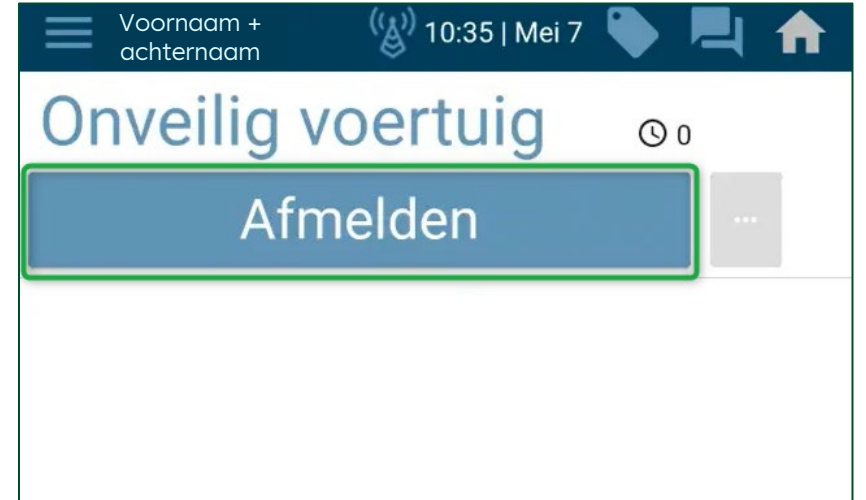 Voornaam +
achternaam
10:35 | Mei 7
Onveilig voertuig
0
Afmelden
...